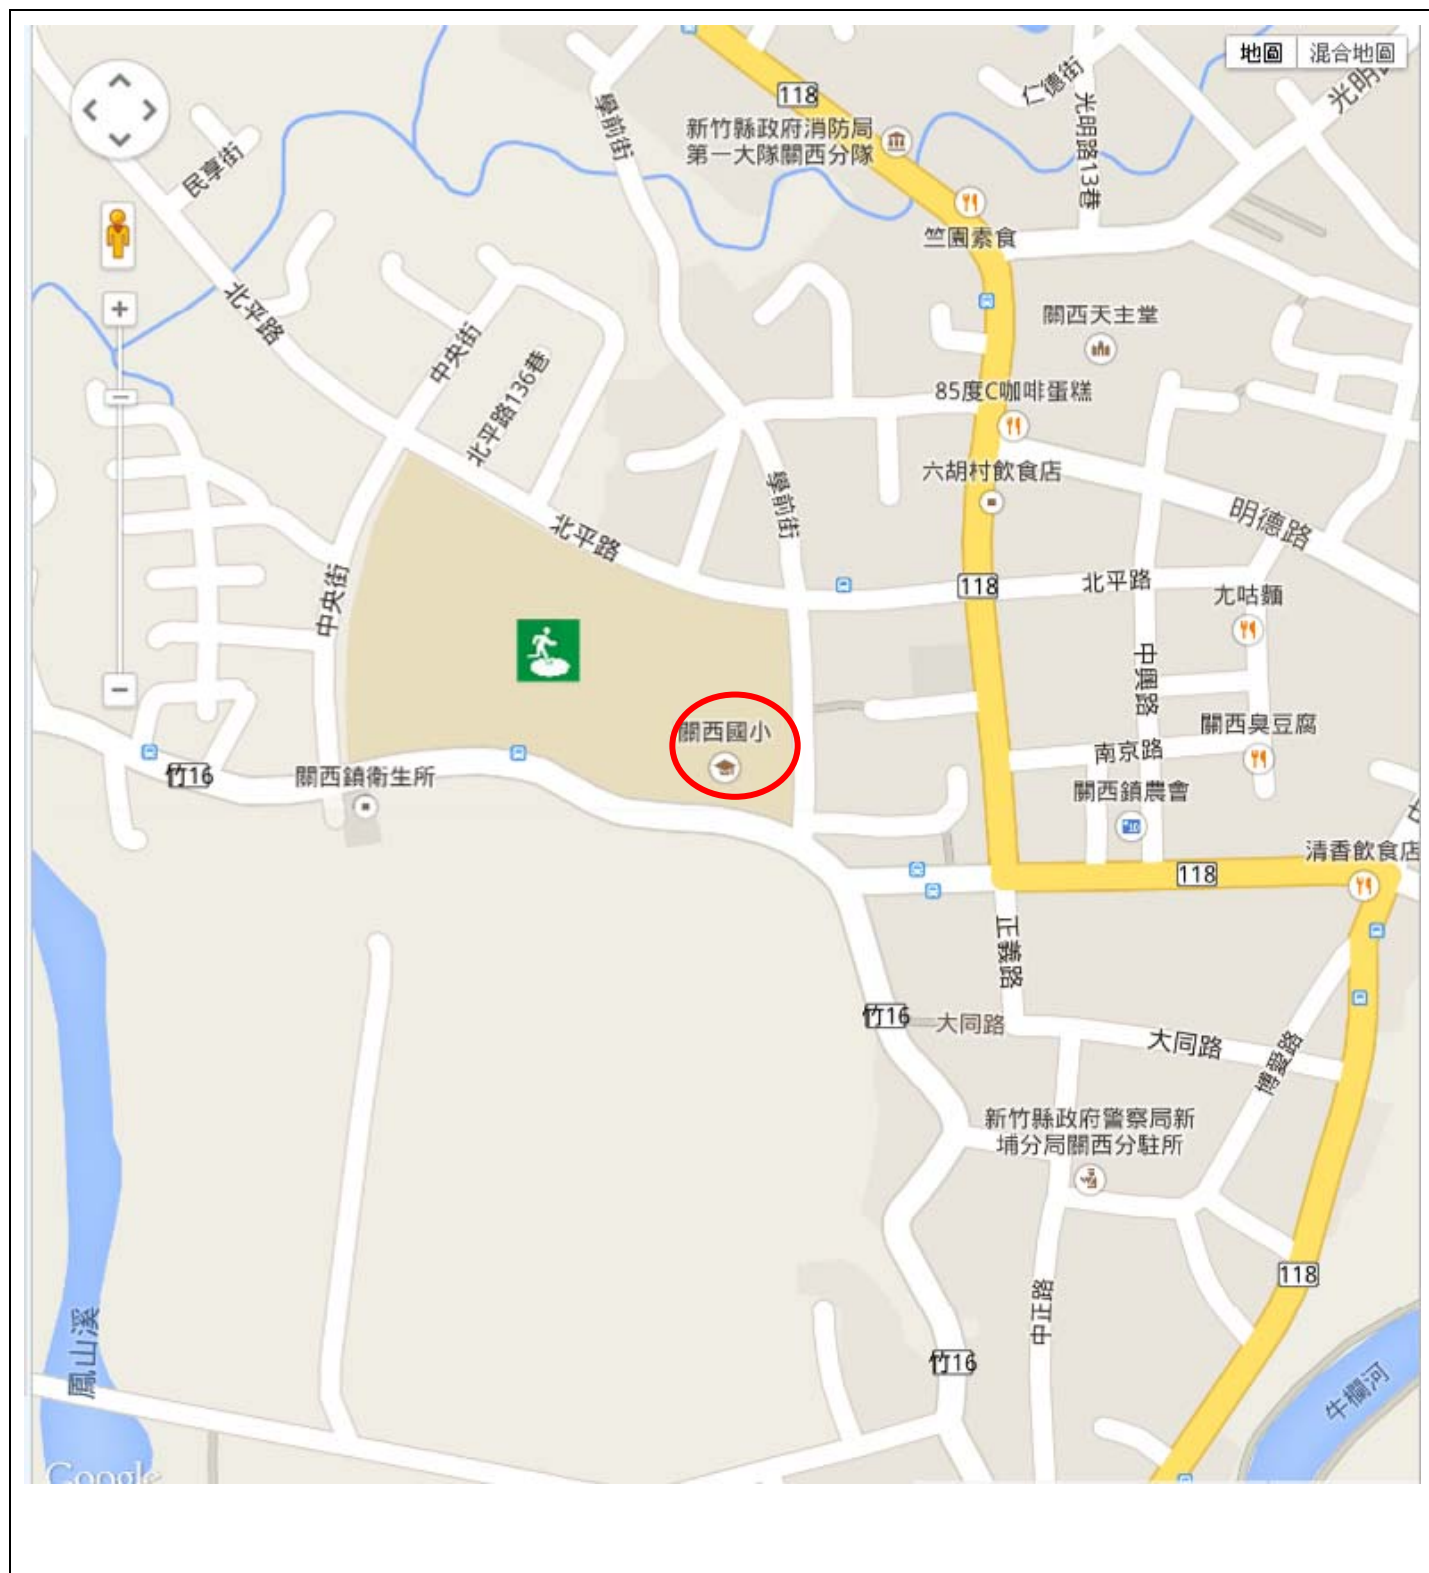 地圖
混合地圖
仁德街
光明路13巷
118
學前街
新竹縣政府消防局
第一大隊關西分隊
民享街
竺園素食
北平路
中央街
北平路136巷
關西天主堂
85度C咖啡蛋糕
六胡村飲食店
學前街
明德路
北平路
118
北平路
尢咕麵
中央街
中興路
關西國小
關西臭豆腐
南京路
竹16
關西鎮衛生所
關西鎮農會
清香飲食店
118
正義路
竹16
大同路
大同路
博愛路
新竹縣政府警察局新
埔分局關西分駐所
118
中正路
鳳山溪
竹16
牛欄河
Google